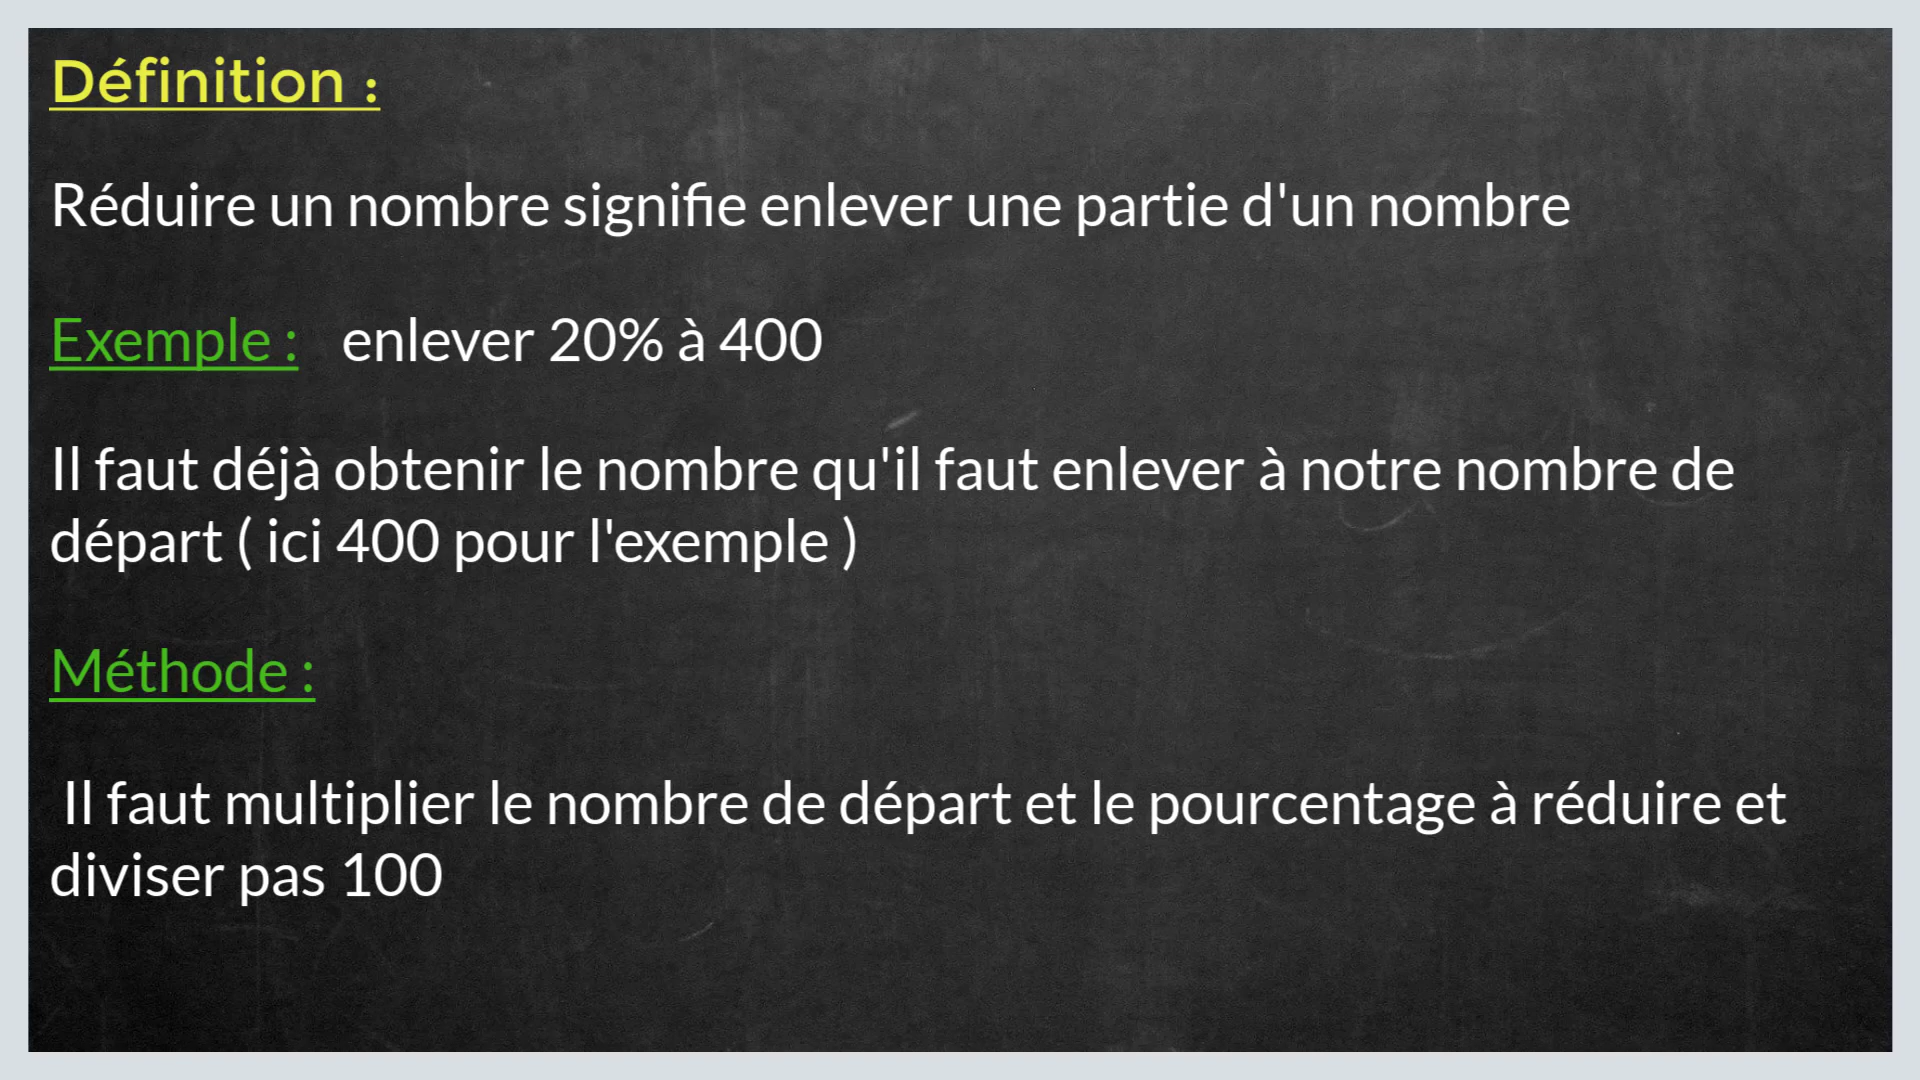 Définition :
Réduire un nombre signifie enlever une partie d'un nombre
Exemple : enlever 20% à 400
Il faut déjà obtenir le nombre qu'il faut enlever à notre nombre de
départ ( ici 400 pour l'exemple )
Méthode :
Il faut multiplier le nombre de départ et le pourcentage à réduire et
diviser pas 100